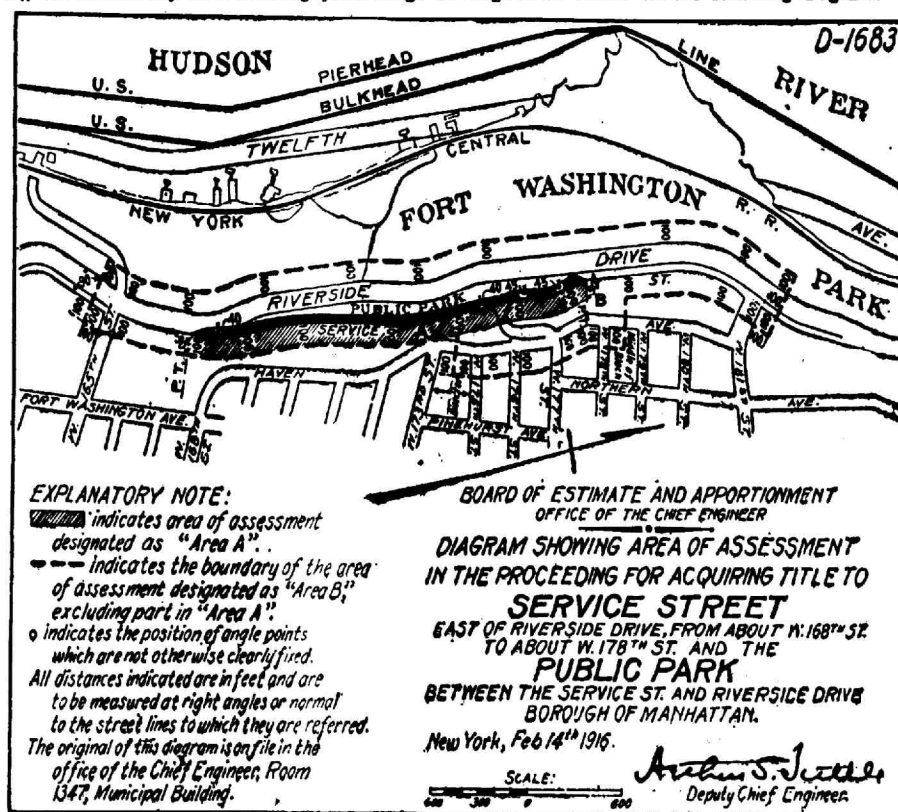 D-1683
HUDSON
RIVER
U. S. PIERHEAD LINE
U. S. BULKHEAD
TWELFTH AVE.
NEW YORK CENTRAL R. R.
FORT WASHINGTON PARK
RIVERSIDE DRIVE
PUBLIC PARK
SERVICE ST.
HAVEN AVE.
FORT WASHINGTON AVE.
PINEHURST AVE.
NORTHERN AVE.
EXPLANATORY NOTE:
indicates area of assessment
designated as "Area A".
indicates the boundary of the area
of assessment designated as "Area B",
excluding part in "Area A".
indicates the position of angle points
which are not otherwise clearly fixed.
All distances indicated are in feet and are
to be measured at right angles or normal
to the street lines to which they are referred.
The original of this diagram is on file in the
office of the Chief Engineer, Room
1347, Municipal Building.
BOARD OF ESTIMATE AND APPORTIONMENT
OFFICE OF THE CHIEF ENGINEER
DIAGRAM SHOWING AREA OF ASSESSMENT
IN THE PROCEEDING FOR ACQUIRING TITLE TO
SERVICE STREET
EAST OF RIVERSIDE DRIVE, FROM ABOUT W. 168TH ST.
TO ABOUT W. 178TH ST. AND THE
PUBLIC PARK
BETWEEN THE SERVICE ST. AND RIVERSIDE DRIVE
BOROUGH OF MANHATTAN.
New York, Feb 14th 1916.
SCALE:
600 300 0 600
Arthur S. Tuttle
Deputy Chief Engineer.